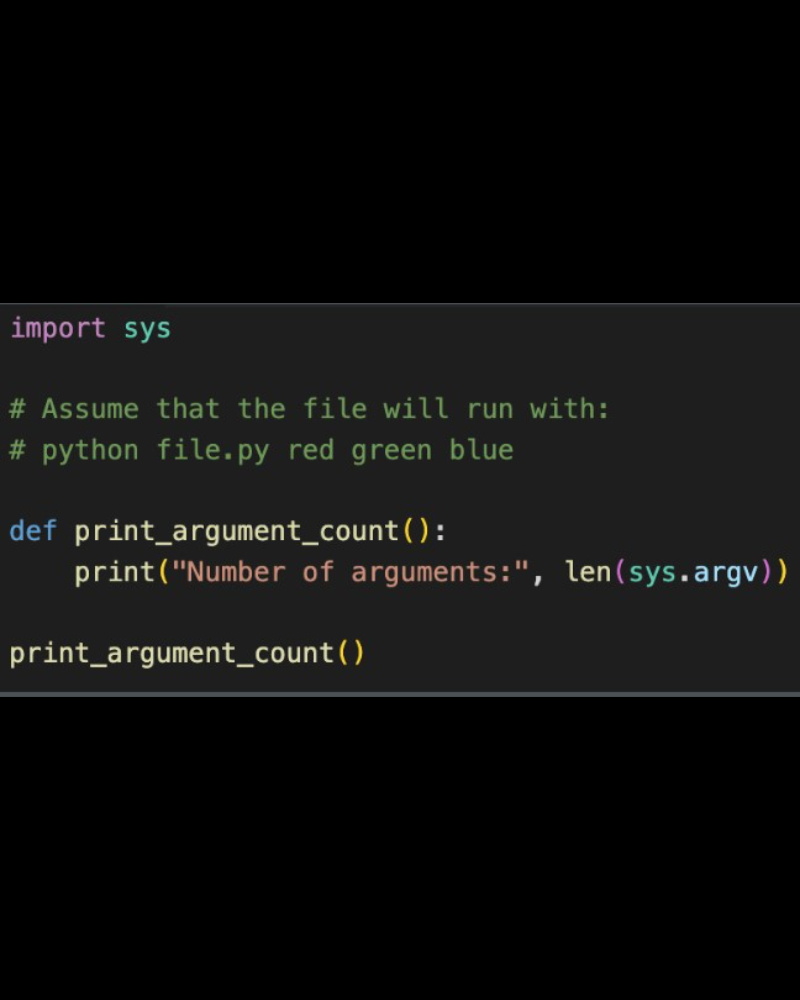 import sys
# Assume that the file will run with:
# python file.py red green blue
def print_argument_count():
    print("Number of arguments:", len(sys.argv))
print_argument_count()